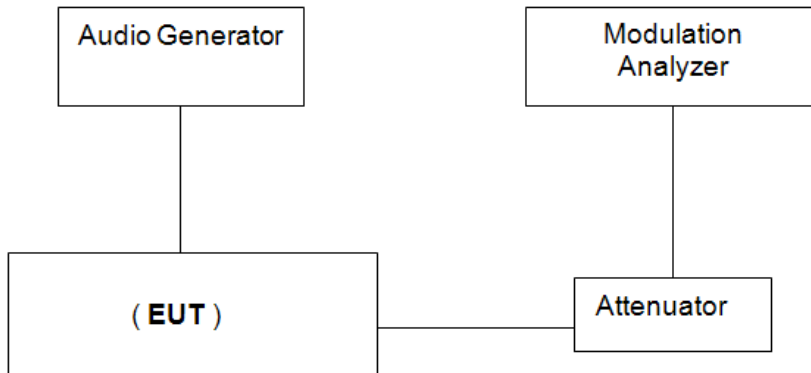 Audio Generator
Modulation
Analyzer
( EUT )
Attenuator